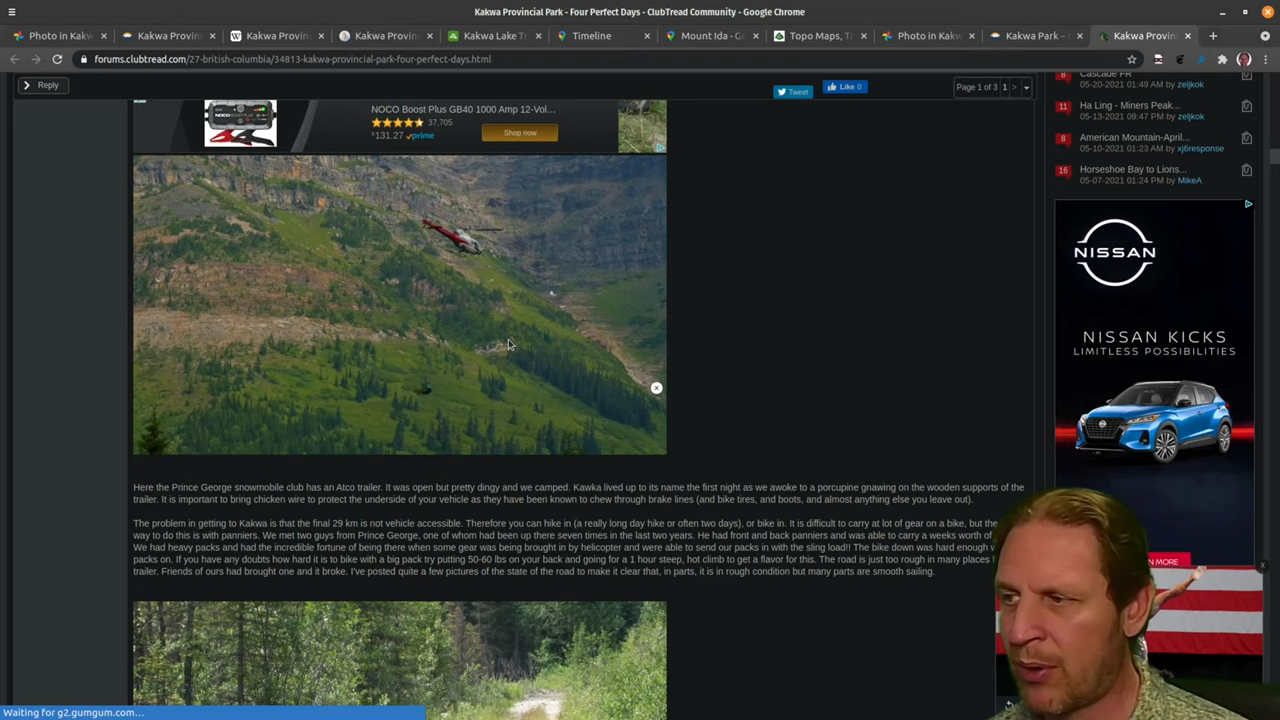 Kakwa Provincial Park - Four Perfect Days - ClubTread Community - Google Chrome
Photo in Kakw
Kakwa Provinc
Kakwa Provinc
Kakwa Provinc
Kakwa Lake Tr
Timeline
Mount Ida - Go
Topo Maps, Th
Photo in Kakw
Kakwa Park –
Kakwa Provin
forums.clubtread.com/27-british-columbia/34813-kakwa-provincial-park-four-perfect-days.html
Reply
Tweet
Like 0
Page 1 of 3
1
>
NOCO Boost Plus GB40 1000 Amp 12-Vol...
37,705
$131.27 prime
Shop now
Here the Prince George snowmobile club has an Atco trailer. It was open but pretty dingy and we camped. Kawka lived up to its name the first night as we awoke to a porcupine gnawing on the wooden supports of the
trailer. It is important to bring chicken wire to protect the underside of your vehicle as they have been known to chew through brake lines (and bike tires, and boots, and almost anything else you leave out).
The problem in getting to Kakwa is that the final 29 km is not vehicle accessible. Therefore you can hike in (a really long day hike or often two days), or bike in. It is difficult to carry at lot of gear on a bike, but the
way to do this is with panniers. We met two guys from Prince George, one of whom had been up there seven times in the last two years. He had front and back panniers and was able to carry a weeks worth of
We had heavy packs and had the incredible fortune of being there when some gear was being brought in by helicopter and were able to send our packs in with the sling load!! The bike down was hard enough w
packs on. If you have any doubts how hard it is to bike with a big pack try putting 50-60 lbs on your back and going for a 1 hour steep, hot climb to get a flavor for this. The road is just too rough in many places
trailer. Friends of ours had brought one and it broke. I've posted quite a few pictures of the state of the road to make it clear that, in parts, it is in rough condition but many parts are smooth sailing.
8
Cascade PR
05-20-2021 01:49 AM by zeljkok
11
Ha Ling - Miners Peak...
05-13-2021 09:47 PM by zeljkok
8
American Mountain-April...
05-10-2021 01:23 AM by xj6response
16
Horseshoe Bay to Lions...
05-07-2021 01:24 PM by MikeA
NISSAN
NISSAN KICKS
LIMITLESS POSSIBILITIES
N MORE
Waiting for g2.gumgum.com...